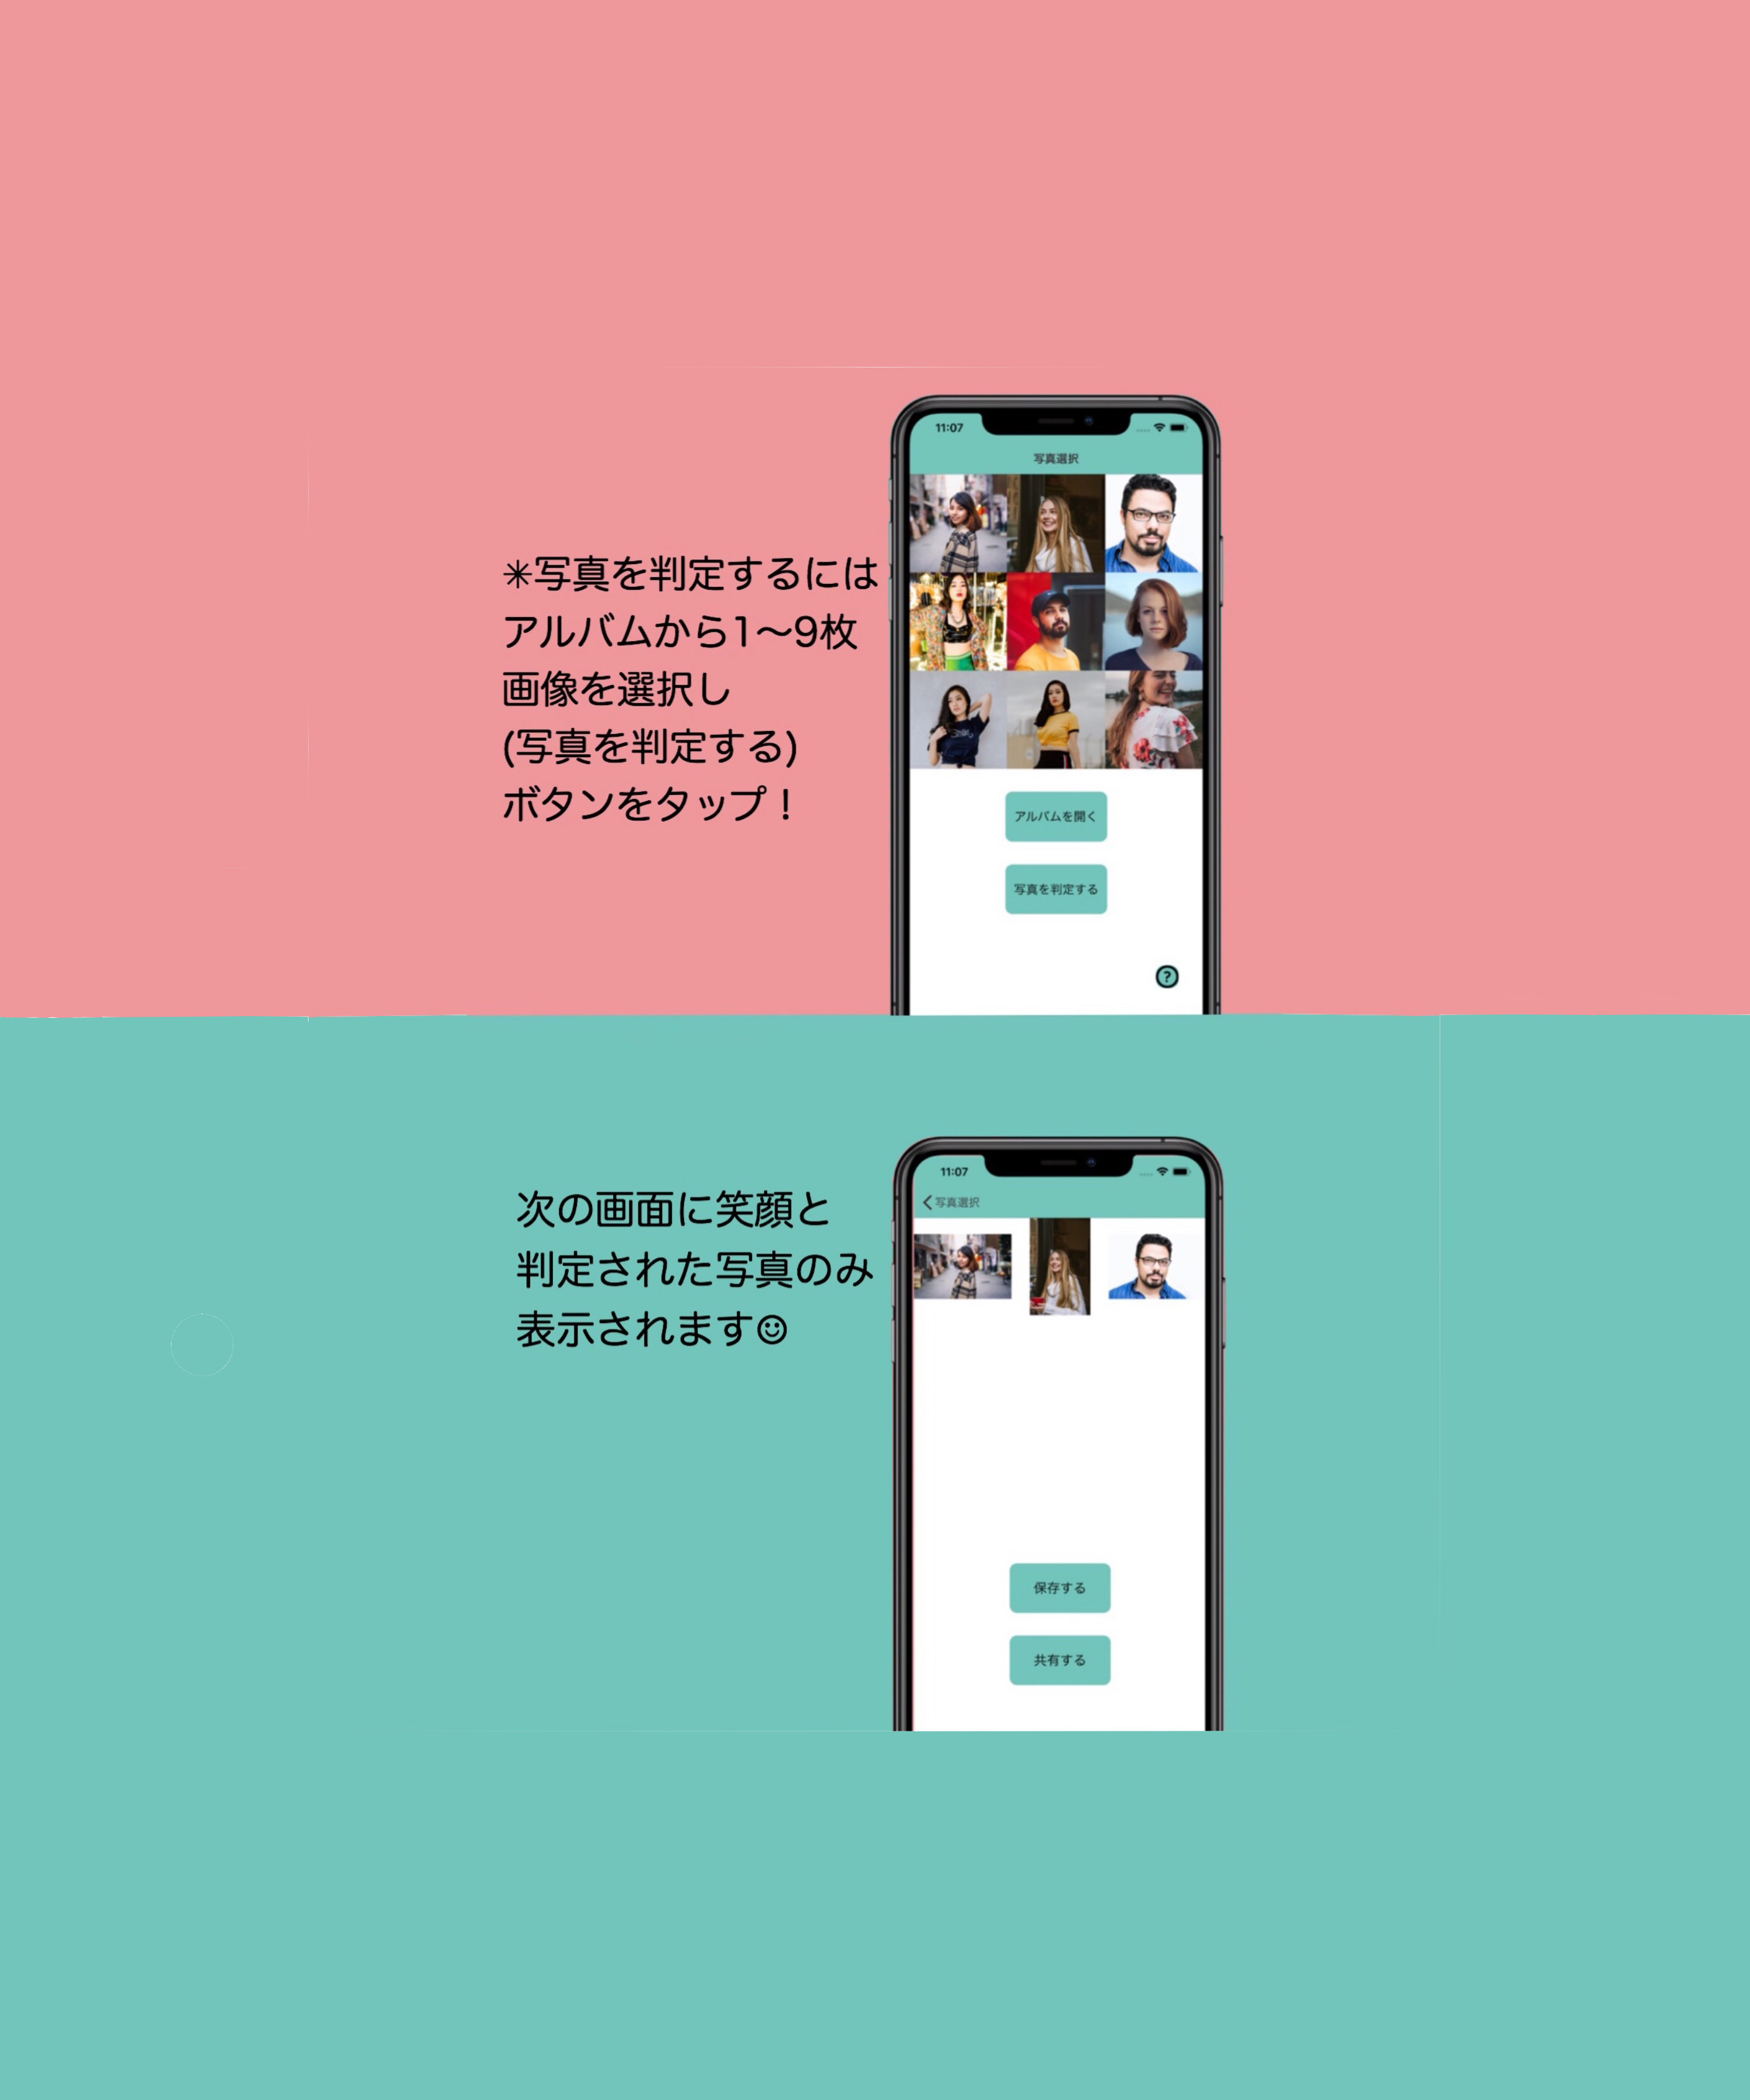 11:07
写真選択
✳写真を判定するには
アルバムから1〜9枚
画像を選択し
(写真を判定する)
ボタンをタップ！
アルバムを開く
写真を判定する
?
11:07
写真選択
次の画面に笑顔と
判定された写真のみ
表示されます☺
保存する
共有する